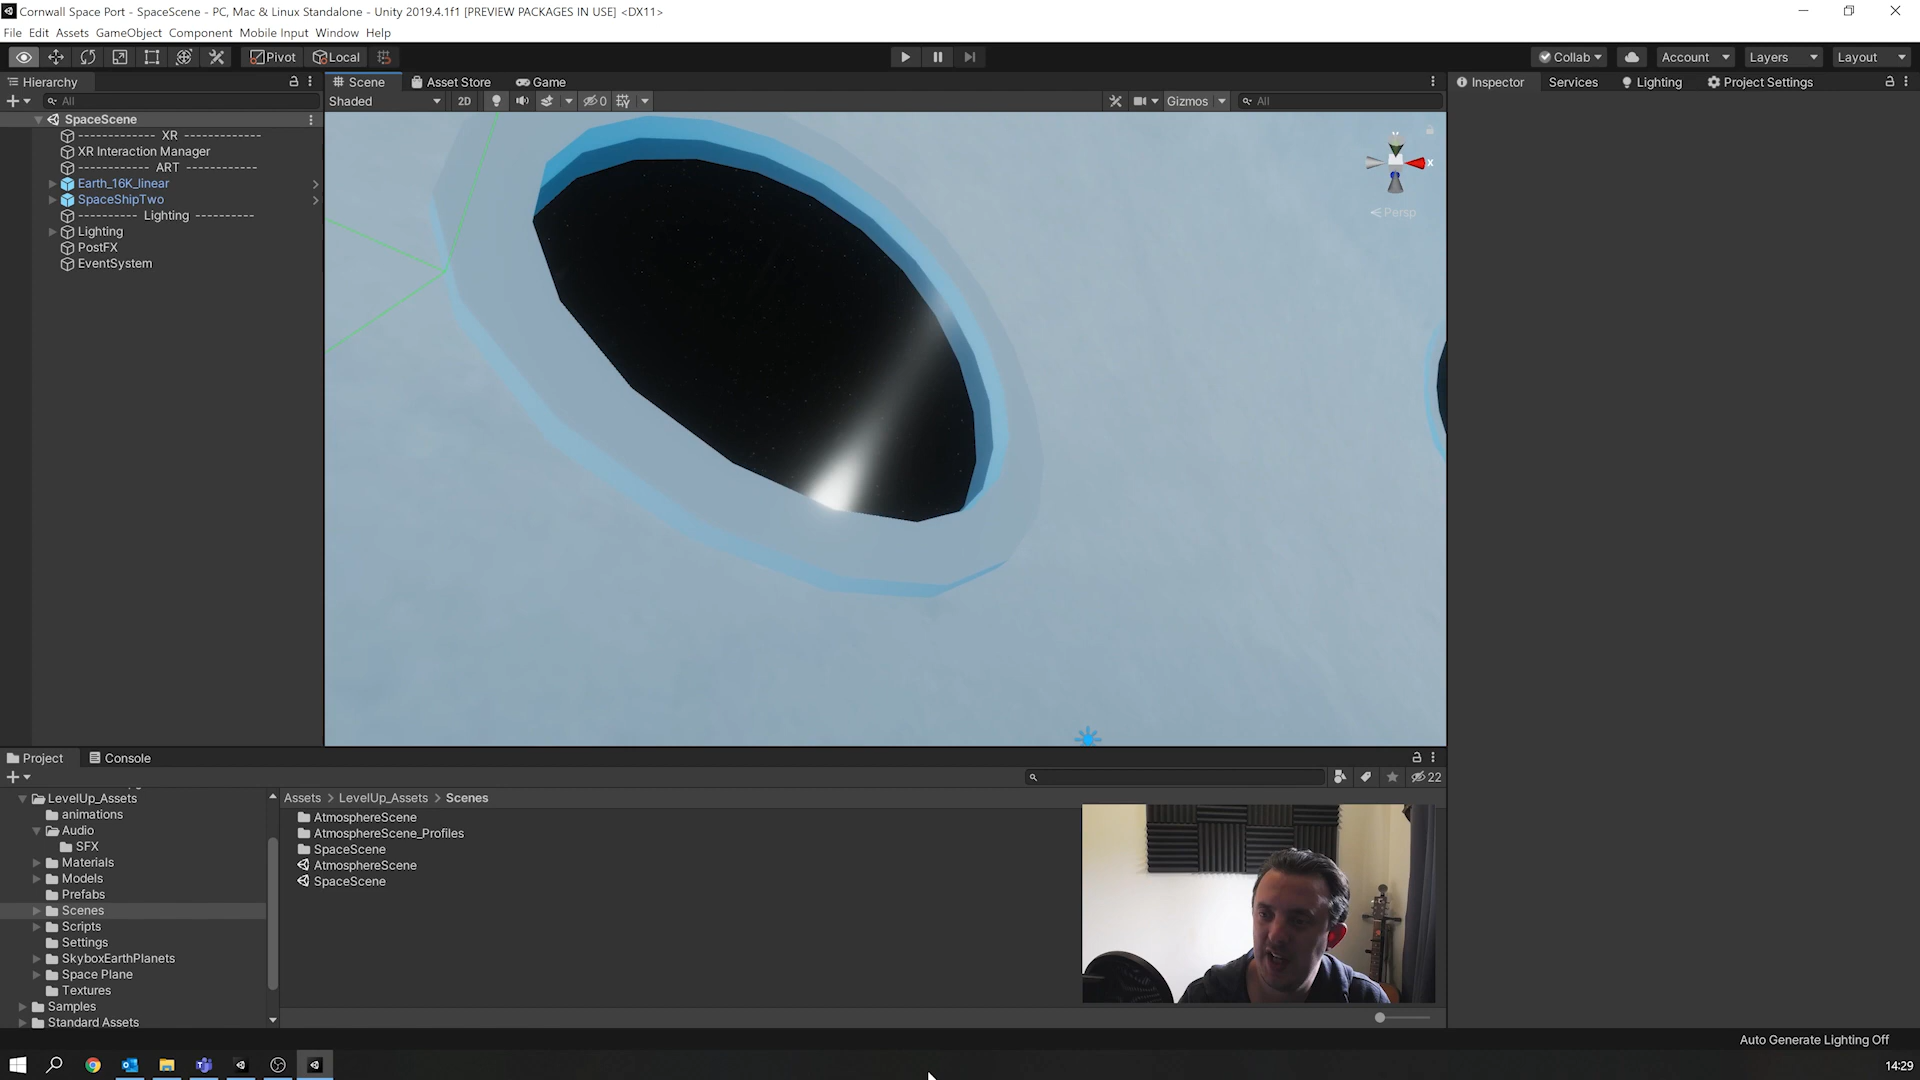 Cornwall Space Port - SpaceScene - PC, Mac & Linux Standalone - Unity 2019.4.1f1 [PREVIEW PACKAGES IN USE] <DX11>
File Edit Assets GameObject Component Mobile Input Window Help
Pivot Local Collab Account Layers Layout
Hierarchy Scene Asset Store Game Inspector Services Lighting Project Settings
All Shaded 2D 0 Gizmos All
SpaceScene
------------- XR -------------
XR Interaction Manager
------------ ART ------------
Earth_16K_linear
SpaceShipTwo
---------- Lighting ----------
Lighting
PostFX
EventSystem
Y
x
Persp
Project Console
22
LevelUp_Assets
animations
Audio
SFX
Materials
Models
Prefabs
Scenes
Scripts
Settings
SkyboxEarthPlanets
Space Plane
Textures
Samples
Standard Assets
Assets > LevelUp_Assets > Scenes
AtmosphereScene
AtmosphereScene_Profiles
SpaceScene
AtmosphereScene
SpaceScene
Auto Generate Lighting Off
14:29